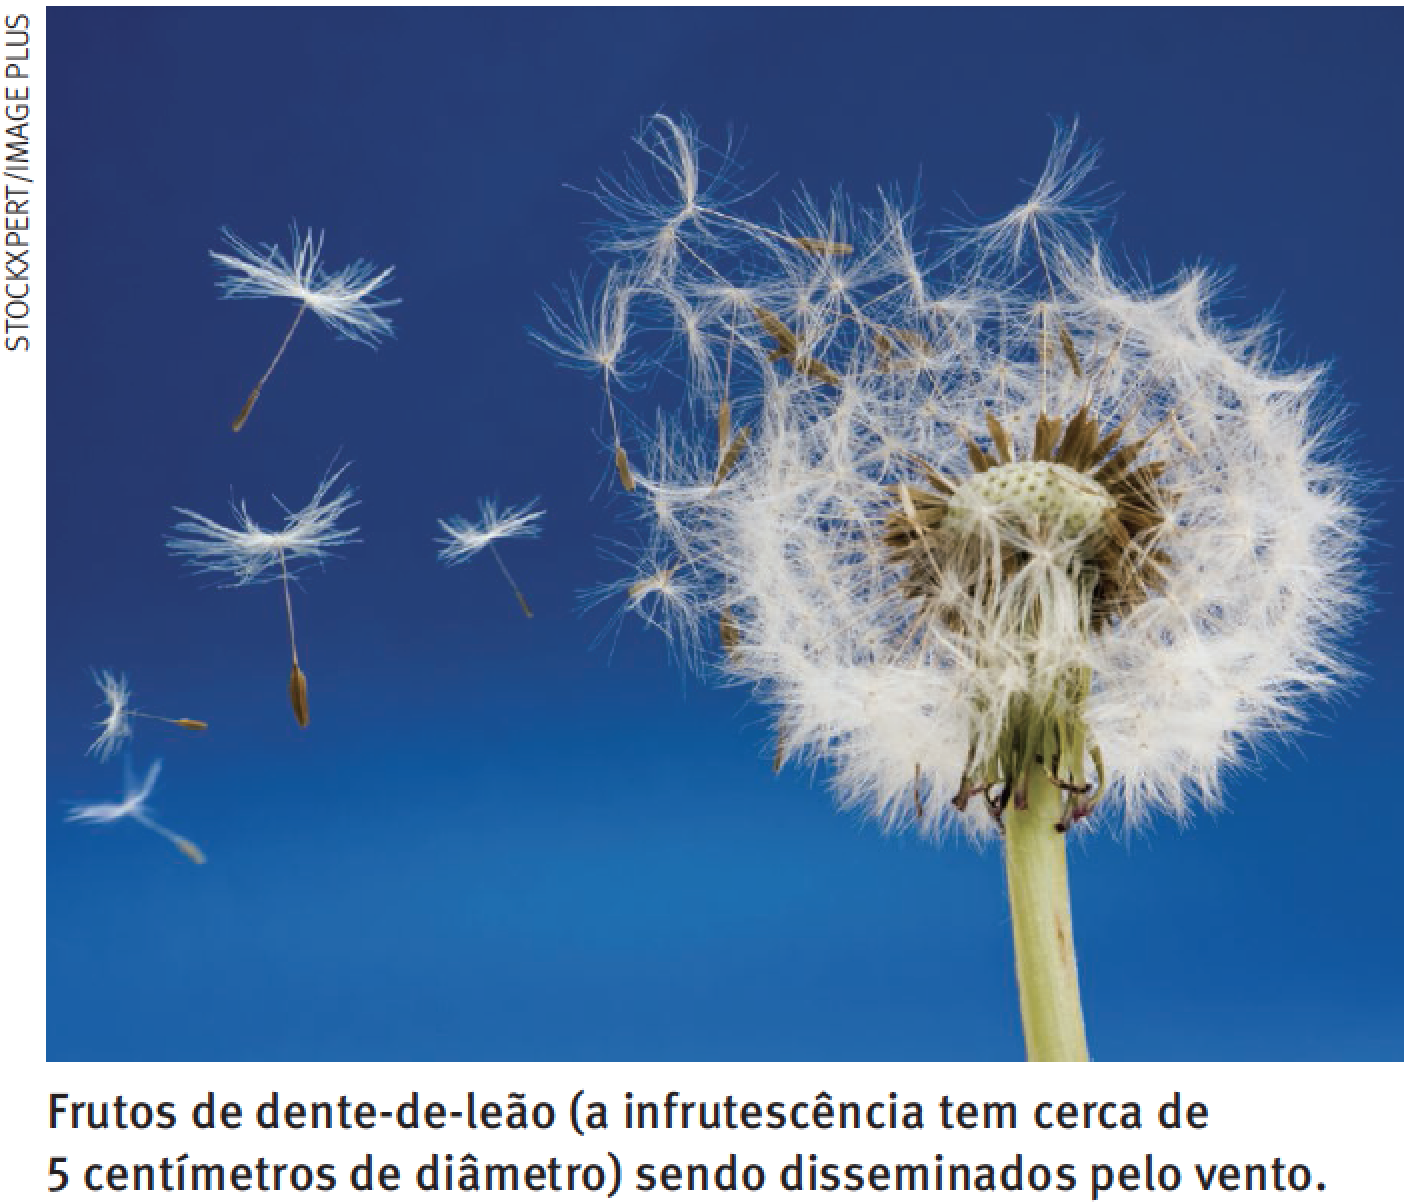 STOCKXPERT/IMAGE PLUS
Frutos de dente-de-leão (a infrutescência tem cerca de
5 centímetros de diâmetro) sendo disseminados pelo vento.